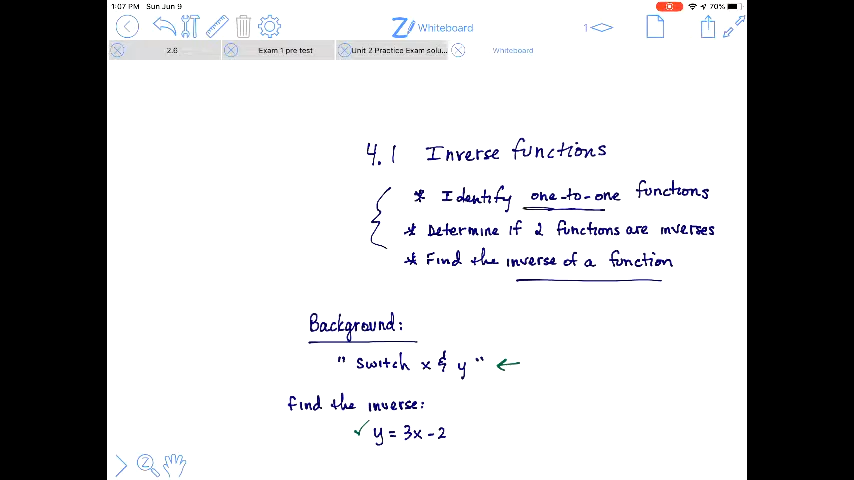 1:07 PM Sun Jun 9
70%
Whiteboard
1
2.6
Exam 1 pre test
Unit 2 Practice Exam solu...
Whiteboard
4.1 Inverse functions
* Identify one-to-one functions
* Determine if 2 functions are inverses
* Find the inverse of a function
Background:
" Switch x & y " ←
find the inverse:
✓ y = 3x - 2